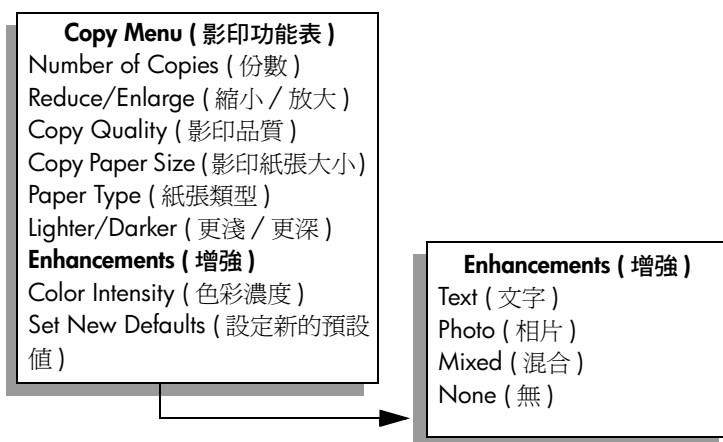 Copy Menu ( 影印功能表 )
Number of Copies ( 份數 )
Reduce/Enlarge ( 縮小 / 放大 )
Copy Quality ( 影印品質 )
Copy Paper Size ( 影印紙張大小 )
Paper Type ( 紙張類型 )
Lighter/Darker ( 更淺 / 更深 )
Enhancements ( 增強 )
Color Intensity ( 色彩濃度 )
Set New Defaults ( 設定新的預設
值 )
Enhancements ( 增強 )
Text ( 文字 )
Photo ( 相片 )
Mixed ( 混合 )
None ( 無 )